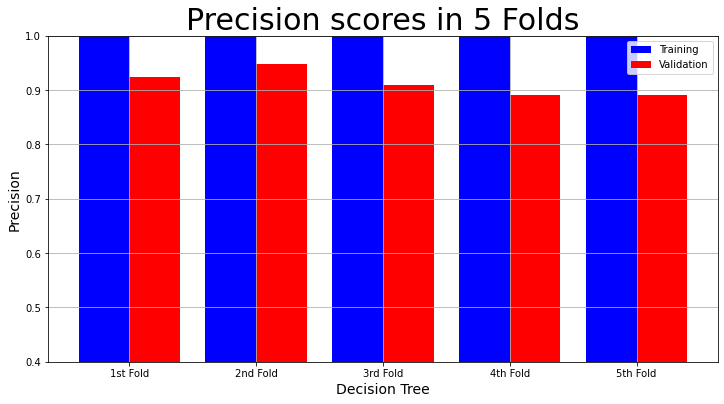 Precision scores in 5 Folds
1.0
0.9
0.8
0.7
0.6
0.5
0.4
Precision
Training
Validation
1st Fold
2nd Fold
3rd Fold
4th Fold
5th Fold
Decision Tree